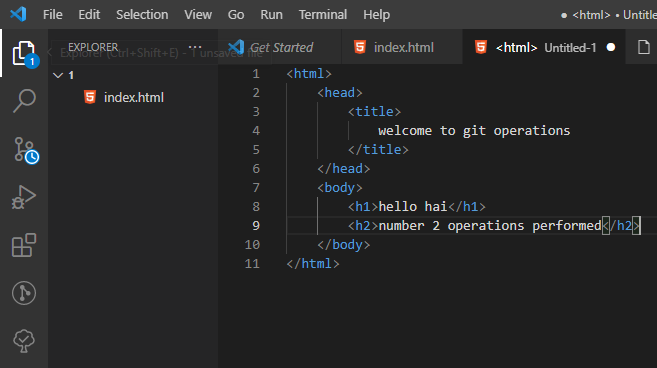 File Edit Selection View Go Run Terminal Help ● <html> • Untitle
EXPLORER ··· Get Started index.html <html> Untitled-1 ●
Explorer (Ctrl+Shift+E) - 1 unsaved file
1
1
index.html
1 <html>
2 <head>
3 <title>
4 welcome to git operations
5 </title>
6 </head>
7 <body>
8 <h1>hello hai</h1>
9 <h2>number 2 operations performed</h2>
10 </body>
11 </html>